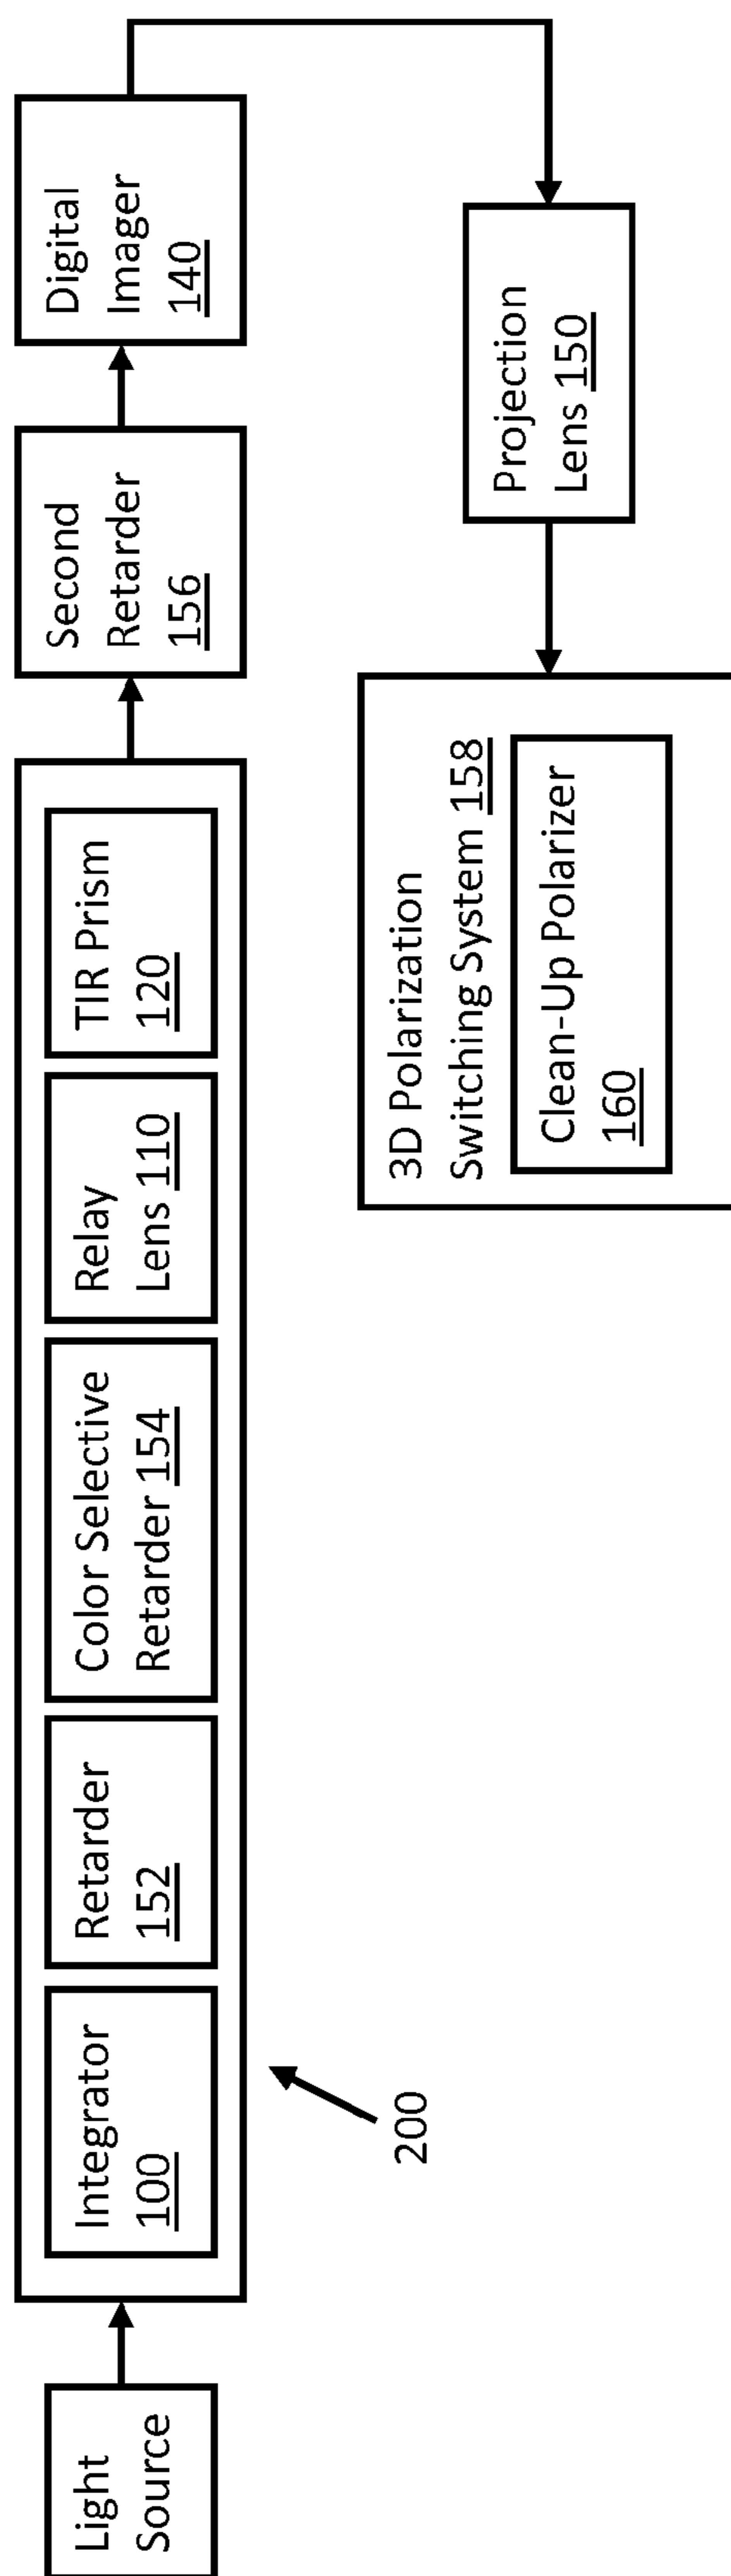 Light
Source
Integrator
100
Retarder
152
Color Selective
Retarder 154
Relay
Lens 110
TIR Prism
120
200
Second
Retarder
156
Digital
Imager
140
Projection
Lens 150
3D Polarization
Switching System 158
Clean-Up Polarizer
160